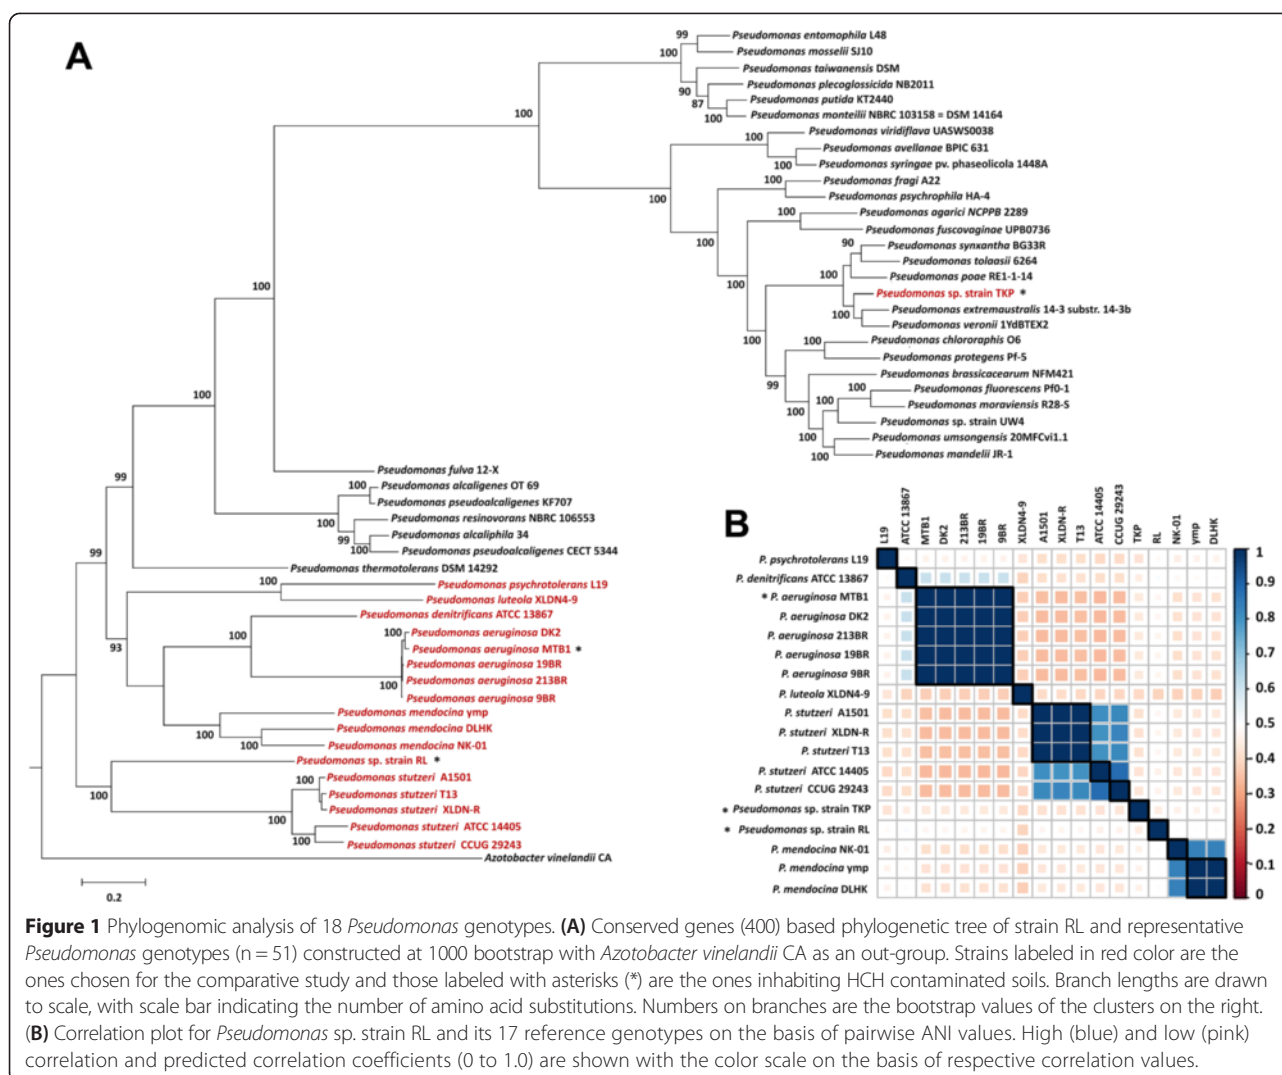 A
99
Pseudomonas entomophila L48
100
Pseudomonas mosselii SJ10
Pseudomonas taiwanensis DSM
90
Pseudomonas plecoglossicida NB2011
87
Pseudomonas putida KT2440
100
Pseudomonas monteilii NBRC 103158 = DSM 14164
100
Pseudomonas viridiflava UASWS0038
100
Pseudomonas avellanae BPIC 631
100
Pseudomonas syringae pv. phaseolicola 1448A
100
100
Pseudomonas fragi A22
Pseudomonas psychrophila HA-4
100
100
Pseudomonas agarici NCPPB 2289
Pseudomonas fuscovaginae UPB0736
100
90
Pseudomonas synxantha BG33R
Pseudomonas tolaasii 6264
100
Pseudomonas poae RE1-1-14
100
Pseudomonas sp. strain TKP *
Pseudomonas extremaustralis 14-3 substr. 14-3b
100
Pseudomonas veronii 1YdBTEX2
100
100
Pseudomonas chlororaphis O6
Pseudomonas protegens Pf-5
99
Pseudomonas brassicacearum NFM421
100
Pseudomonas fluorescens Pf0-1
100
Pseudomonas moraviensis R28-S
100
Pseudomonas sp. strain UW4
100
Pseudomonas umsongensis 20MFCvi1.1
100
Pseudomonas mandelii JR-1
100
100
Pseudomonas fulva 12-X
99
100
Pseudomonas alcaligenes OT 69
Pseudomonas pseudoalcaligenes KF707
100
Pseudomonas resinovorans NBRC 106553
99
Pseudomonas alcaliphila 34
100
Pseudomonas pseudoalcaligenes CECT 5344
99
Pseudomonas thermotolerans DSM 14292
100
Pseudomonas psychrotolerans L19
Pseudomonas luteola XLDN4-9
93
100
Pseudomonas denitrificans ATCC 13867
100
Pseudomonas aeruginosa DK2
Pseudomonas aeruginosa MTB1 *
Pseudomonas aeruginosa 19BR
100
Pseudomonas aeruginosa 213BR
Pseudomonas aeruginosa 9BR
100
Pseudomonas mendocina ymp
Pseudomonas mendocina DLHK
100
Pseudomonas mendocina NK-01
Pseudomonas sp. strain RL *
100
100
Pseudomonas stutzeri A1501
Pseudomonas stutzeri T13
Pseudomonas stutzeri XLDN-R
100
Pseudomonas stutzeri ATCC 14405
Pseudomonas stutzeri CCUG 29243
Azotobacter vinelandii CA
0.2
B
L19
ATCC 13867
MTB1
DK2
213BR
19BR
9BR
XLDN4-9
A1501
XLDN-R
T13
ATCC 14405
CCUG 29243
TKP
RL
NK-01
ymp
DLHK
P. psychrotolerans L19
P. denitrificans ATCC 13867
* P. aeruginosa MTB1
P. aeruginosa DK2
P. aeruginosa 213BR
P. aeruginosa 19BR
P. aeruginosa 9BR
P. luteola XLDN4-9
P. stutzeri A1501
P. stutzeri XLDN-R
P. stutzeri T13
P. stutzeri ATCC 14405
P. stutzeri CCUG 29243
* Pseudomonas sp. strain TKP
* Pseudomonas sp. strain RL
P. mendocina NK-01
P. mendocina ymp
P. mendocina DLHK
1
0.9
0.8
0.7
0.6
0.5
0.4
0.3
0.2
0.1
0
Figure 1 Phylogenomic analysis of 18 Pseudomonas genotypes. (A) Conserved genes (400) based phylogenetic tree of strain RL and representative
Pseudomonas genotypes (n = 51) constructed at 1000 bootstrap with Azotobacter vinelandii CA as an out-group. Strains labeled in red color are the
ones chosen for the comparative study and those labeled with asterisks (*) are the ones inhabiting HCH contaminated soils. Branch lengths are drawn
to scale, with scale bar indicating the number of amino acid substitutions. Numbers on branches are the bootstrap values of the clusters on the right.
(B) Correlation plot for Pseudomonas sp. strain RL and its 17 reference genotypes on the basis of pairwise ANI values. High (blue) and low (pink)
correlation and predicted correlation coefficients (0 to 1.0) are shown with the color scale on the basis of respective correlation values.